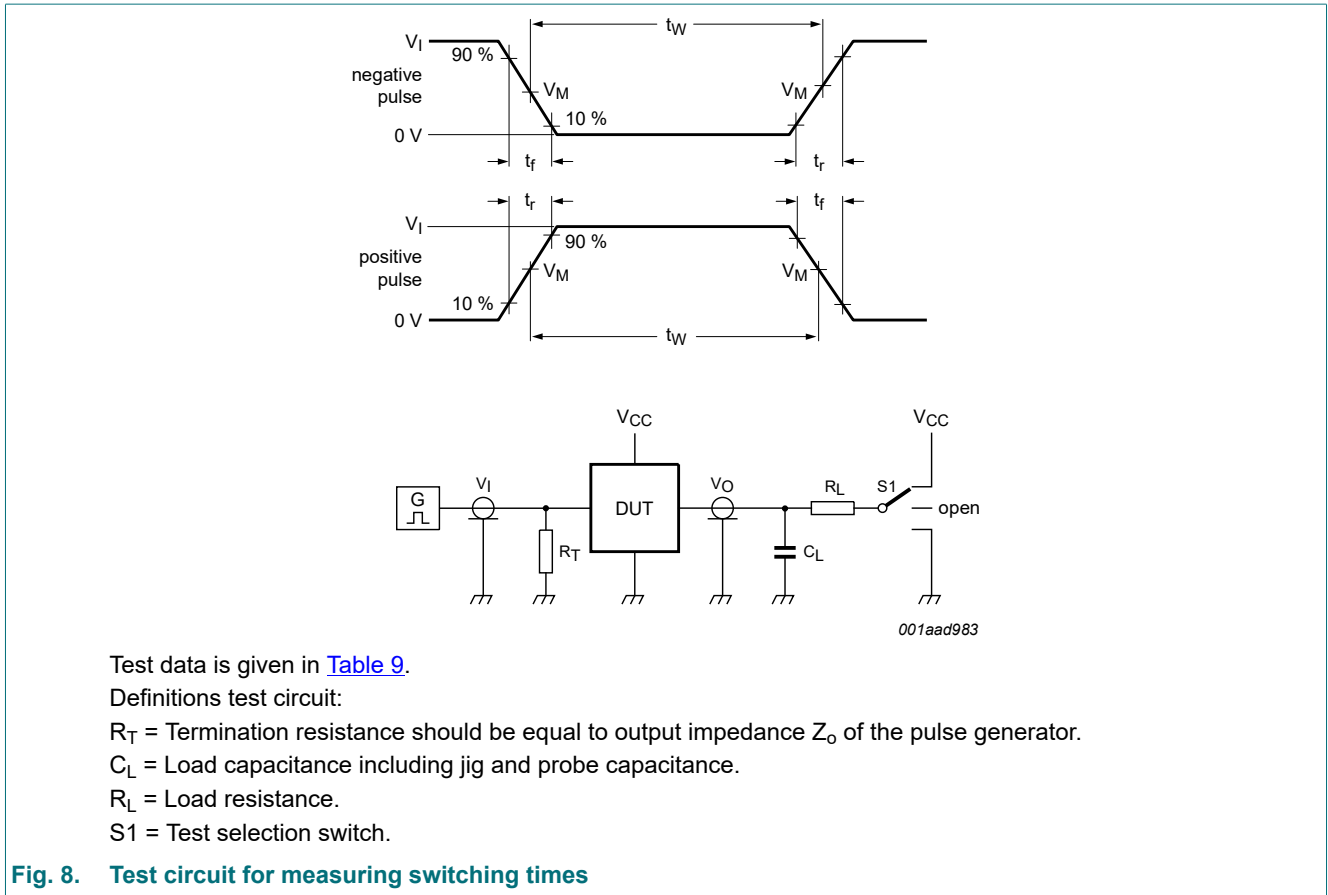 tW
VI
90 %
negative
pulse
VM
VM
10 %
0 V
tf
tr
tr
tf
VI
90 %
positive
pulse
VM
VM
10 %
0 V
tW
VCC
VCC
G
VI
DUT
VO
RL
S1
open
RT
CL
001aad983
Test data is given in Table 9.
Definitions test circuit:
RT = Termination resistance should be equal to output impedance Zo of the pulse generator.
CL = Load capacitance including jig and probe capacitance.
RL = Load resistance.
S1 = Test selection switch.
Fig. 8. Test circuit for measuring switching times